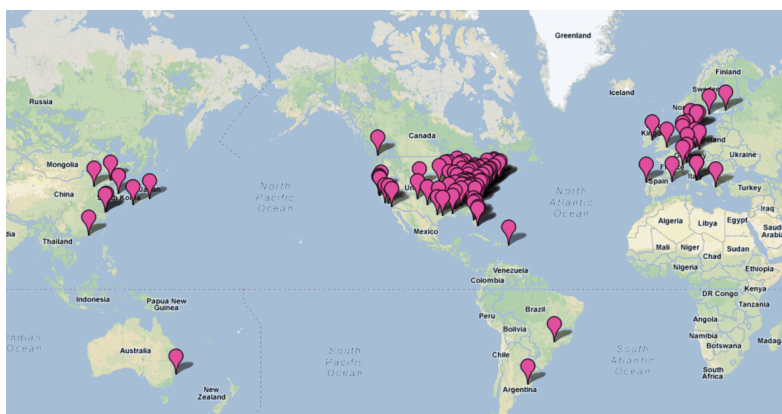 Greenland
Finland
Iceland
Russia
Canada
Ukraine
Mongolia
China
Spain
Turkey
North
Pacific
Ocean
North
Atlantic
Ocean
Iraq
Algeria
Libya
Egypt
Mexico
Thailand
Mali
Niger
Sudan
Chad
Venezuela
Nigeria
Ethiopia
Colombia
Kenya
Indonesia
Papua New
Guinea
DR Congo
Tanzania
Brazil
Peru
Angola
Bolivia
Namibia
Ocean
Australia
South
Pacific
Ocean
Chile
South
Atlantic
Ocean
Botswana
South
Africa
Argentina
New
Zealand